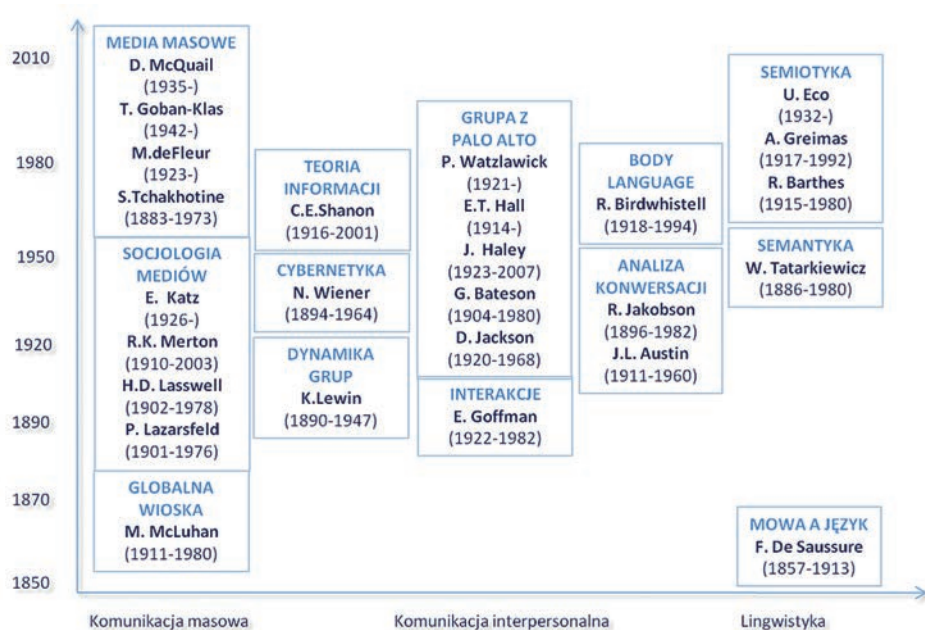 2010
1980
1950
1920
1890
1870
1850
MEDIA MASOWE
D. McQuail
(1935-)
T. Goban-Klas
(1942-)
M.deFleur
(1923-)
S.Tchakhotine
(1883-1973)
SOCJOLOGIA
MEDIÓW
E. Katz
(1926-)
R.K. Merton
(1910-2003)
H.D. Lasswell
(1902-1978)
P. Lazarsfeld
(1901-1976)
GLOBALNA
WIOSKA
M. McLuhan
(1911-1980)
TEORIA
INFORMACJI
C.E.Shanon
(1916-2001)
CYBERNETYKA
N. Wiener
(1894-1964)
DYNAMIKA
GRUP
K.Lewin
(1890-1947)
GRUPA Z
PALO ALTO
P. Watzlawick
(1921-)
E.T. Hall
(1914-)
J. Haley
(1923-2007)
G. Bateson
(1904-1980)
D. Jackson
(1920-1968)
INTERAKCJE
E. Goffman
(1922-1982)
BODY
LANGUAGE
R. Birdwhistell
(1918-1994)
ANALIZA
KONWERSACJI
R. Jakobson
(1896-1982)
J.L. Austin
(1911-1960)
SEMIOTYKA
U. Eco
(1932-)
A. Greimas
(1917-1992)
R. Barthes
(1915-1980)
SEMANTYKA
W. Tatarkiewicz
(1886-1980)
MOWA A JĘZYK
F. De Saussure
(1857-1913)
Komunikacja masowa
Komunikacja interpersonalna
Lingwistyka